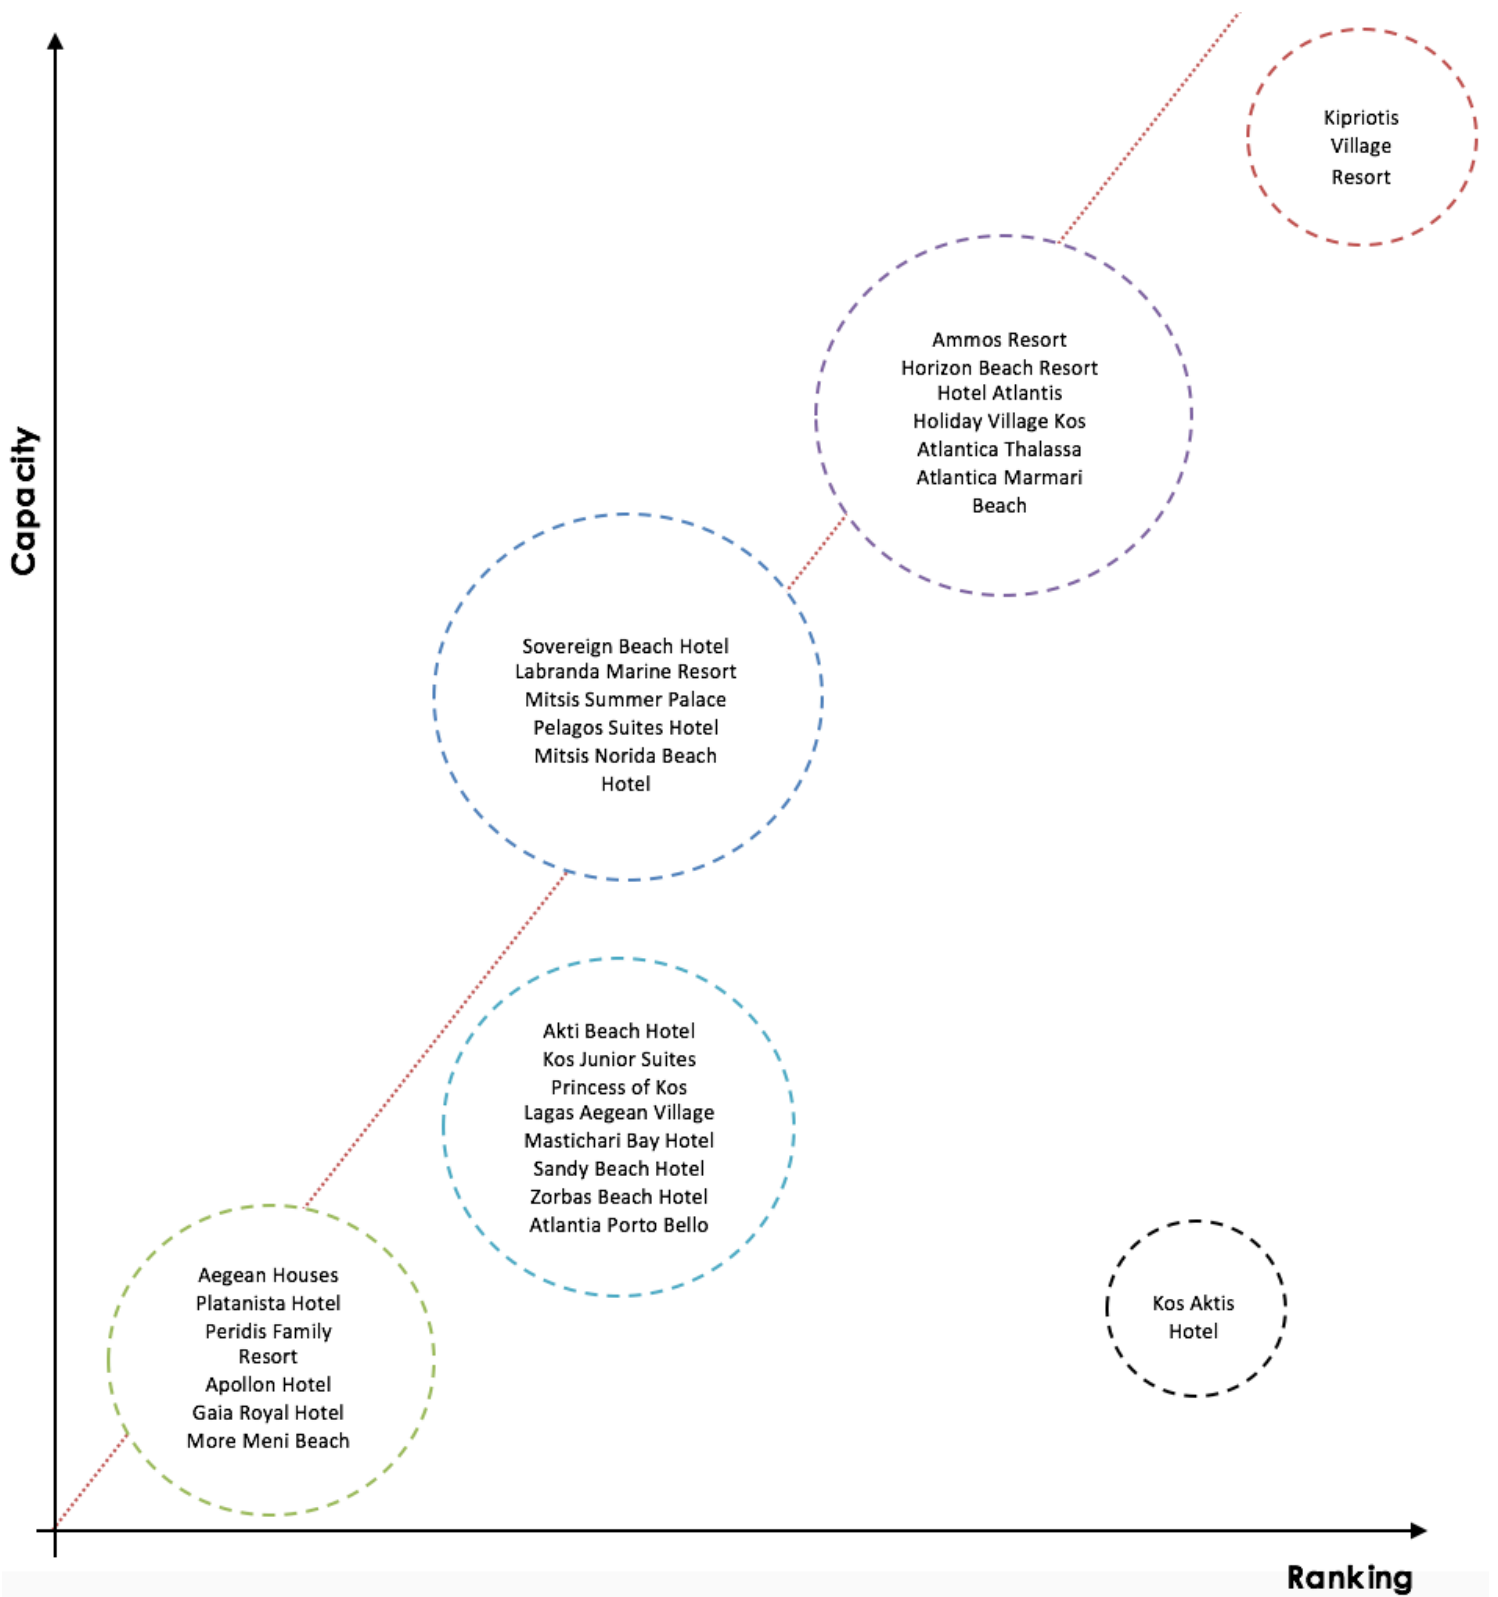 Kipriotis
Village
Resort
Ammos Resort
Horizon Beach Resort
Hotel Atlantis
Holiday Village Kos
Atlantica Thalassa
Atlantica Marmari
Beach
Capacity
Sovereign Beach Hotel
Labranda Marine Resort
Mitsis Summer Palace
Pelagos Suites Hotel
Mitsis Norida Beach
Hotel
Akti Beach Hotel
Kos Junior Suites
Princess of Kos
Lagas Aegean Village
Mastichari Bay Hotel
Sandy Beach Hotel
Zorbas Beach Hotel
Atlantia Porto Bello
Aegean Houses
Platanista Hotel
Peridis Family
Resort
Apollon Hotel
Gaia Royal Hotel
More Meni Beach
Kos Aktis
Hotel
Ranking